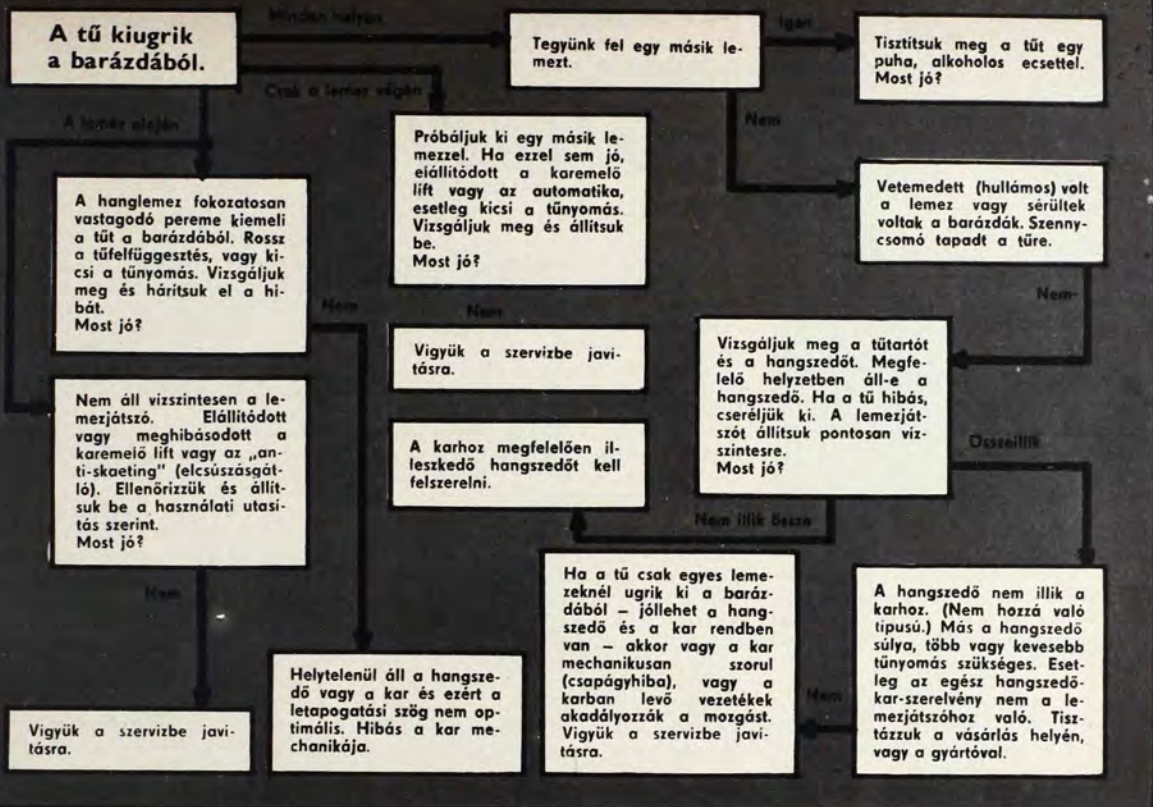 A tű kiugrik
a barázdából.
Minden helyen
Tegyünk fel egy másik le-
mezt.
Igen
Tisztítsuk meg a tűt egy
puha, alkoholos ecsettel.
Most jó?
Csak a lemez végén
A lemez elején
Nem
Próbáljuk ki egy másik le-
mezzel. Ha ezzel sem jó,
elállítódott a karemelő
lift vagy az automatika,
esetleg kicsi a tűnyomás.
Vizsgáljuk meg és állítsuk
be.
Most jó?
Vetemedett (hullámos) volt
a lemez vagy sérültek
voltak a barázdák. Szenny-
csomó tapadt a tűre.
A hanglemez fokozatosan
vastagodó pereme kiemeli
a tűt a barázdából. Rossz
a tűfelfüggesztés, vagy ki-
csi a tűnyomás. Vizsgáljuk
meg és hárítsuk el a hi-
bát.
Most jó?
Nem
Nem
Nem
Vigyük a szervizbe javí-
tásra.
Vizsgáljuk meg a tűtartót
és a hangszedőt. Megfe-
lelő helyzetben áll-e a
hangszedő. Ha a tű hibás,
cseréljük ki. A lemezját-
szót állítsuk pontosan víz-
szintesre.
Most jó?
Nem áll vízszintesen a le-
mezjátszó. Elállítódott
vagy meghibásodott a
karemelő lift vagy az „an-
ti-skaeting" (elcsúszásgát-
ló). Ellenőrizzük és állít-
suk be a használati utasí-
tás szerint.
Most jó?
A karhoz megfelelően il-
leszkedő hangszedőt kell
felszerelni.
Összeillik
Nem illik össze
Nem
Ha a tű csak egyes leme-
zeknél ugrik ki a baráz-
dából – jóllehet a hang-
szedő és a kar rendben
van – akkor vagy a kar
mechanikusan szorul
(csapágyhiba), vagy a
karban levő vezetékek
akadályozzák a mozgást.
Vigyük a szervizbe javí-
tásra.
A hangszedő nem illik a
karhoz. (Nem hozzá való
típusú.) Más a hangszedő
súlya, több vagy kevesebb
tűnyomás szükséges. Eset-
leg az egész hangszedő-
kar-szerelvény nem a le-
mezjátszóhoz való. Tisz-
tázzuk a vásárlás helyén,
vagy a gyártóval.
Nem
Helytelenül áll a hangsze-
dő vagy a kar és ezért a
letapogatási szög nem op-
timális. Hibás a kar me-
chanikája.
Vigyük a szervizbe javí-
tásra.